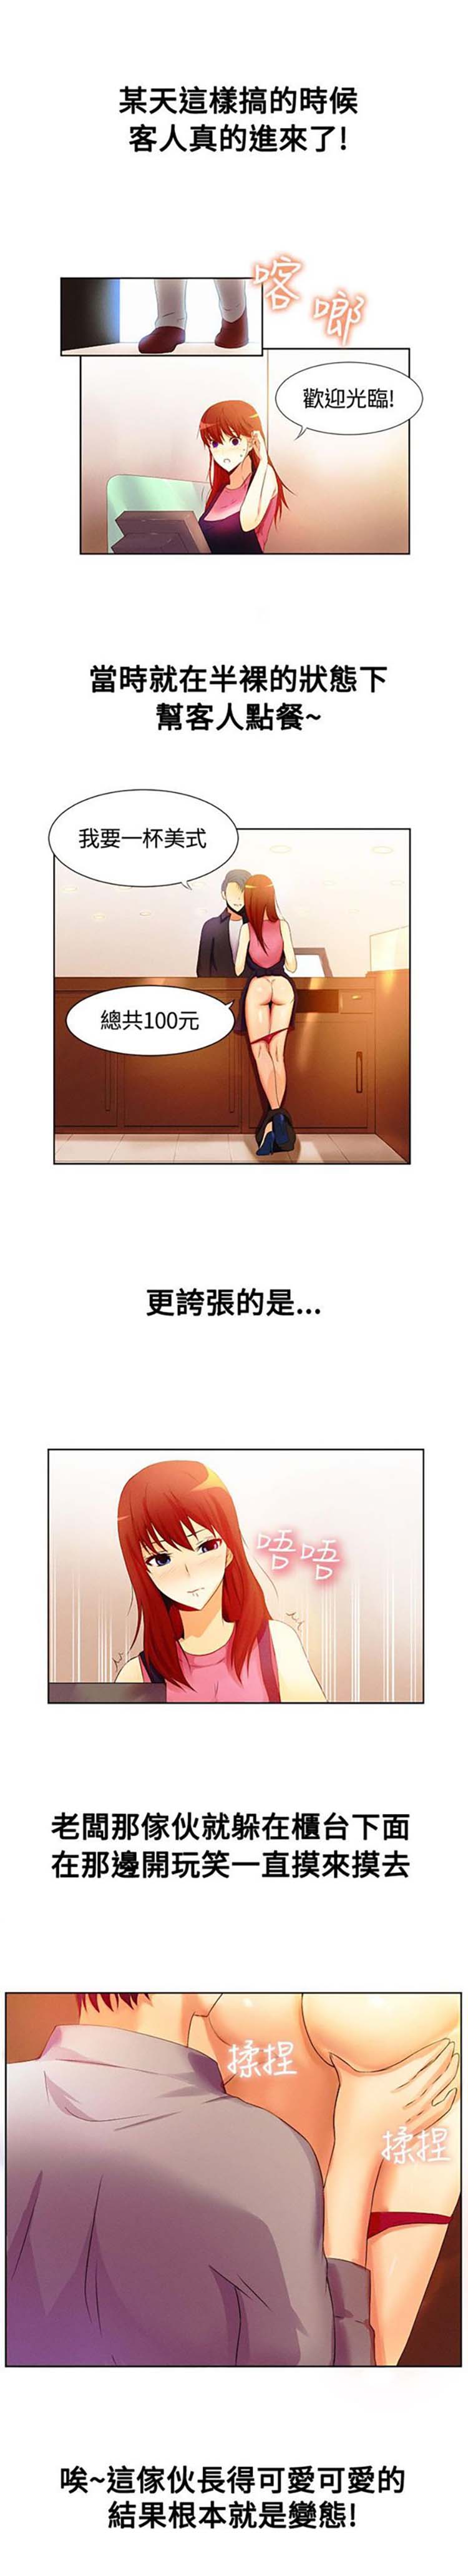 某天這樣搞的時候
客人真的進來了!
喀啷
歡迎光臨!
當時就在半裸的狀態下
幫客人點餐~
我要一杯美式
總共100元
更誇張的是...
唔唔
老闆那傢伙就躲在櫃台下面
在那邊開玩笑一直摸來摸去
揉捏
揉捏
唉~這傢伙長得可愛可愛的
結果根本就是變態!